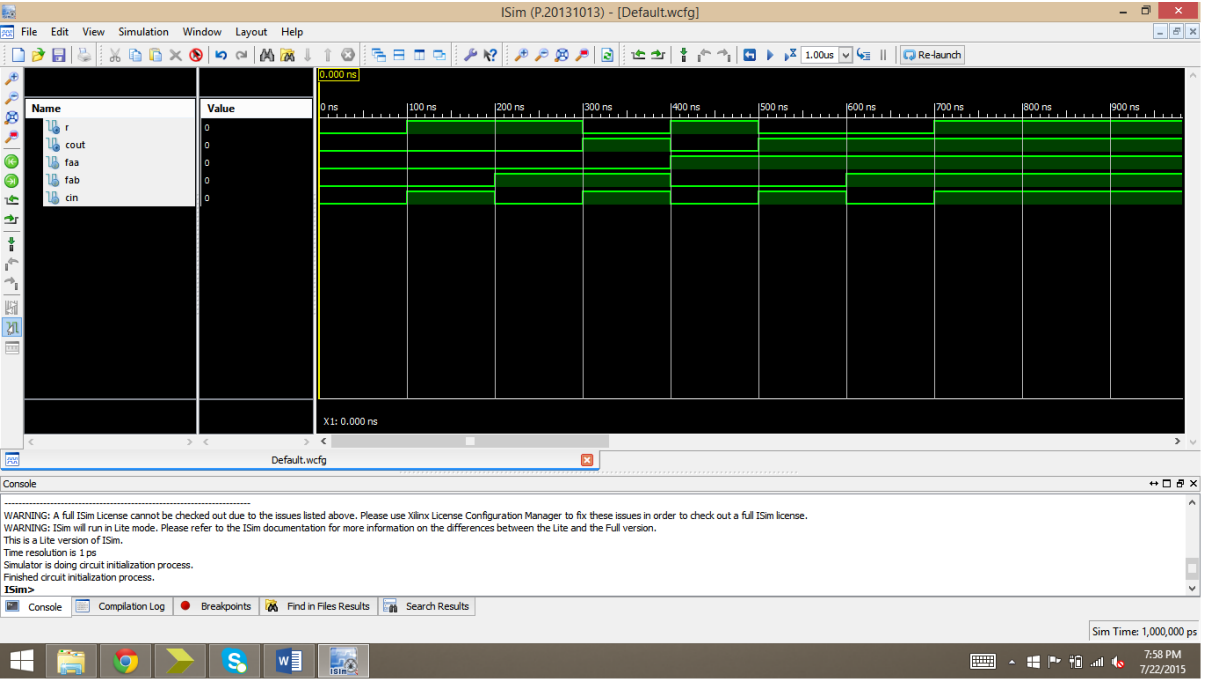 ISim (P.20131013) - [Default.wcfg]
File Edit View Simulation Window Layout Help
1.00us Re-launch
0.000 ns
Name Value
0 ns 100 ns 200 ns 300 ns 400 ns 500 ns 600 ns 700 ns 800 ns 900 ns
r 0
cout 0
faa 0
fab 0
cin 0
X1: 0.000 ns
Default.wcfg
Console
WARNING: A full ISim License cannot be checked out due to the issues listed above. Please use Xilinx License Configuration Manager to fix these issues in order to check out a full ISim license.
WARNING: ISim will run in Lite mode. Please refer to the ISim documentation for more information on the differences between the Lite and the Full version.
This is a Lite version of ISim.
Time resolution is 1 ps
Simulator is doing circuit initialization process.
Finished circuit initialization process.
ISim>
Console Compilation Log Breakpoints Find in Files Results Search Results
Sim Time: 1,000,000 ps
ISim
7:58 PM
7/22/2015